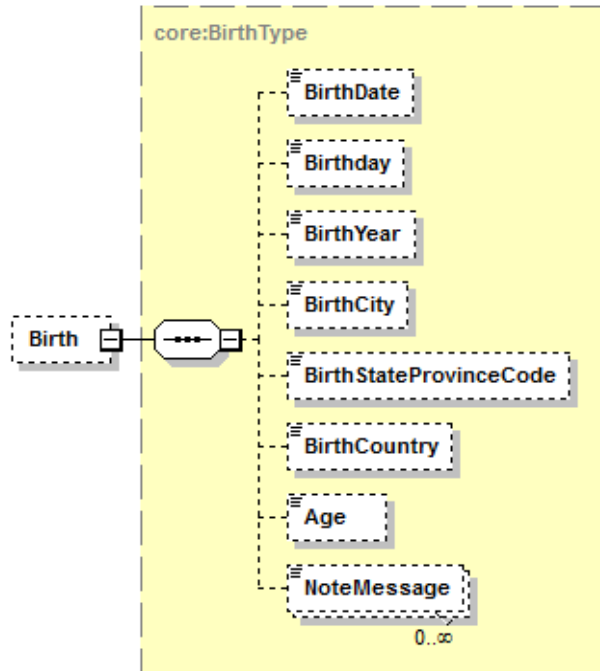 core:BirthType
BirthDate
Birthday
BirthYear
BirthCity
Birth
BirthStateProvinceCode
BirthCountry
Age
NoteMessage
0..∞